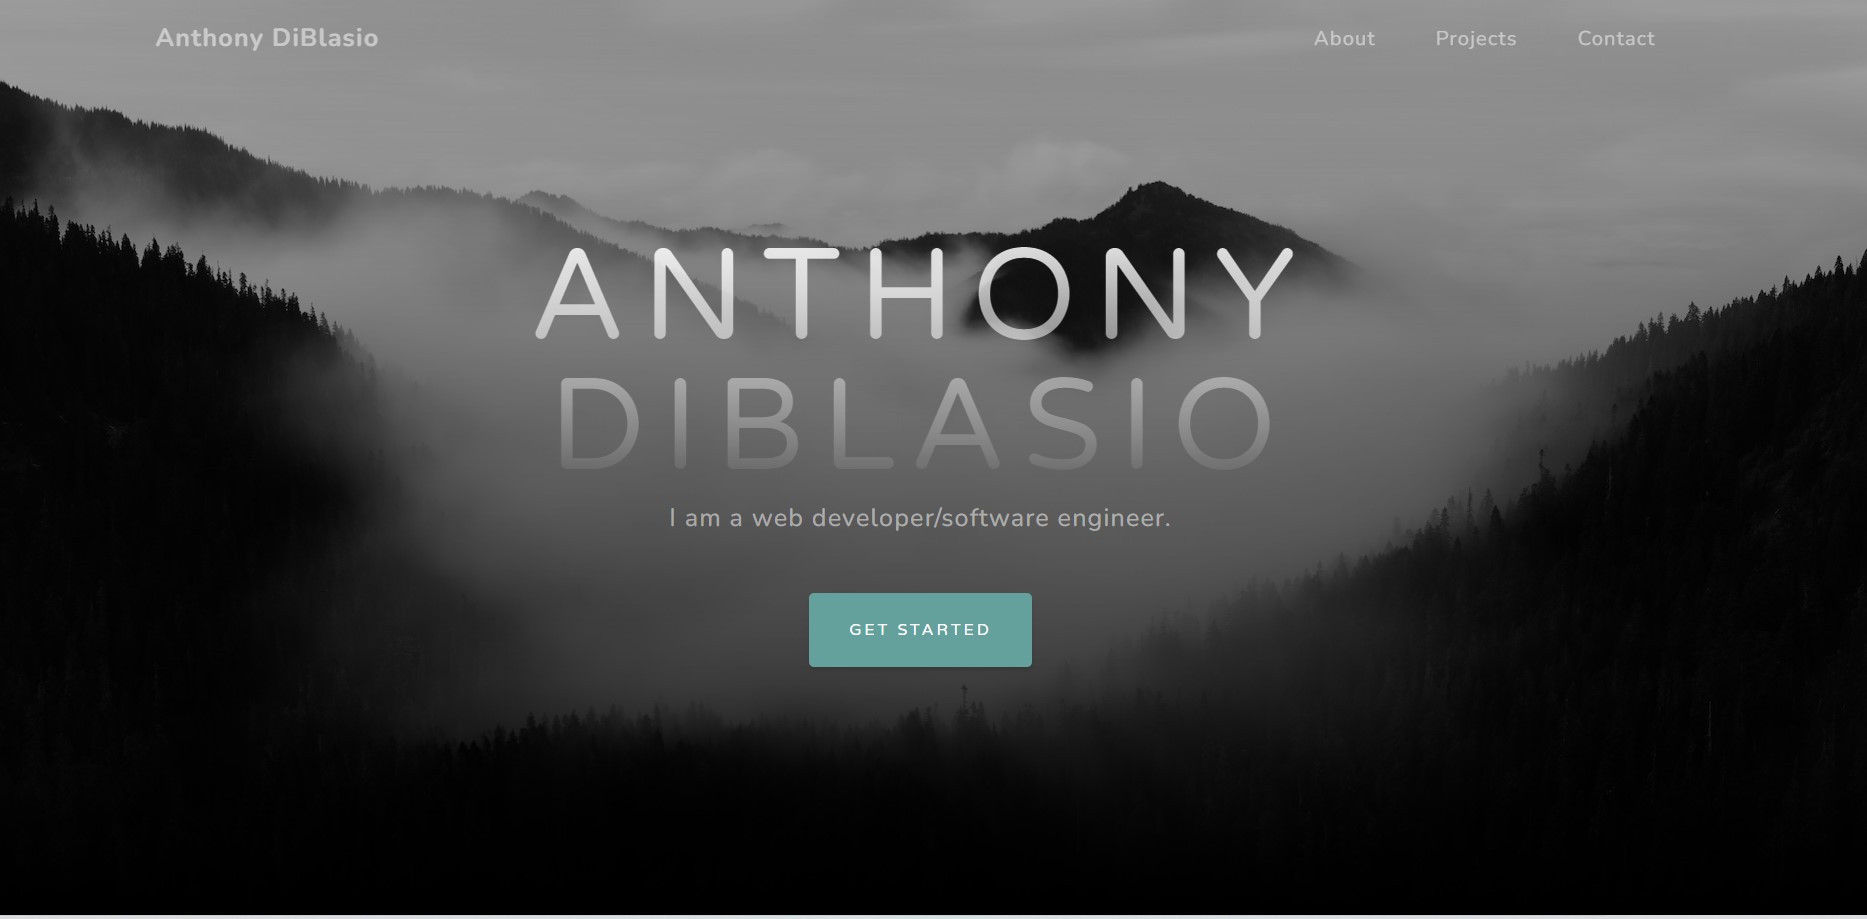 Anthony DiBlasio
About Projects Contact
ANTHONY
DIBLASIO
I am a web developer/software engineer.
GET STARTED